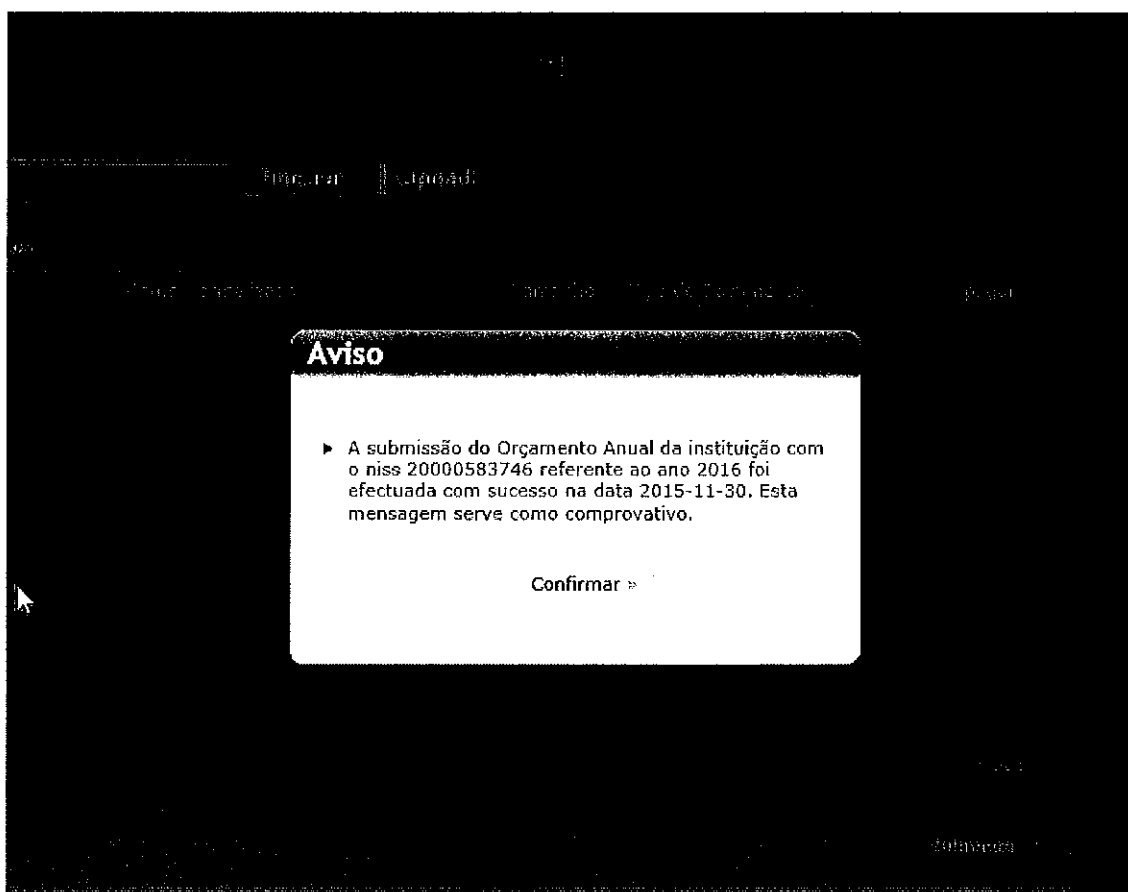 Upload
Aviso
► A submissão do Orçamento Anual da instituição com
o niss 20000583746 referente ao ano 2016 foi
efectuada com sucesso na data 2015-11-30. Esta
mensagem serve como comprovativo.
Confirmar »